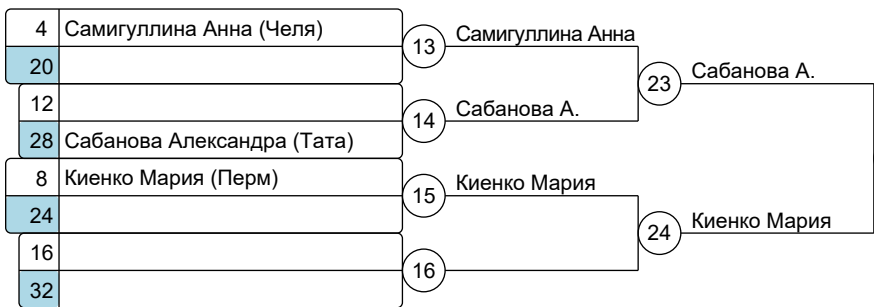 4 Самигуллина Анна (Челя)
13 Самигуллина Анна
20
23 Сабанова А.
12
14 Сабанова А.
28 Сабанова Александра (Тата)
8 Киенко Мария (Перм)
15 Киенко Мария
24
24 Киенко Мария
16
16
32